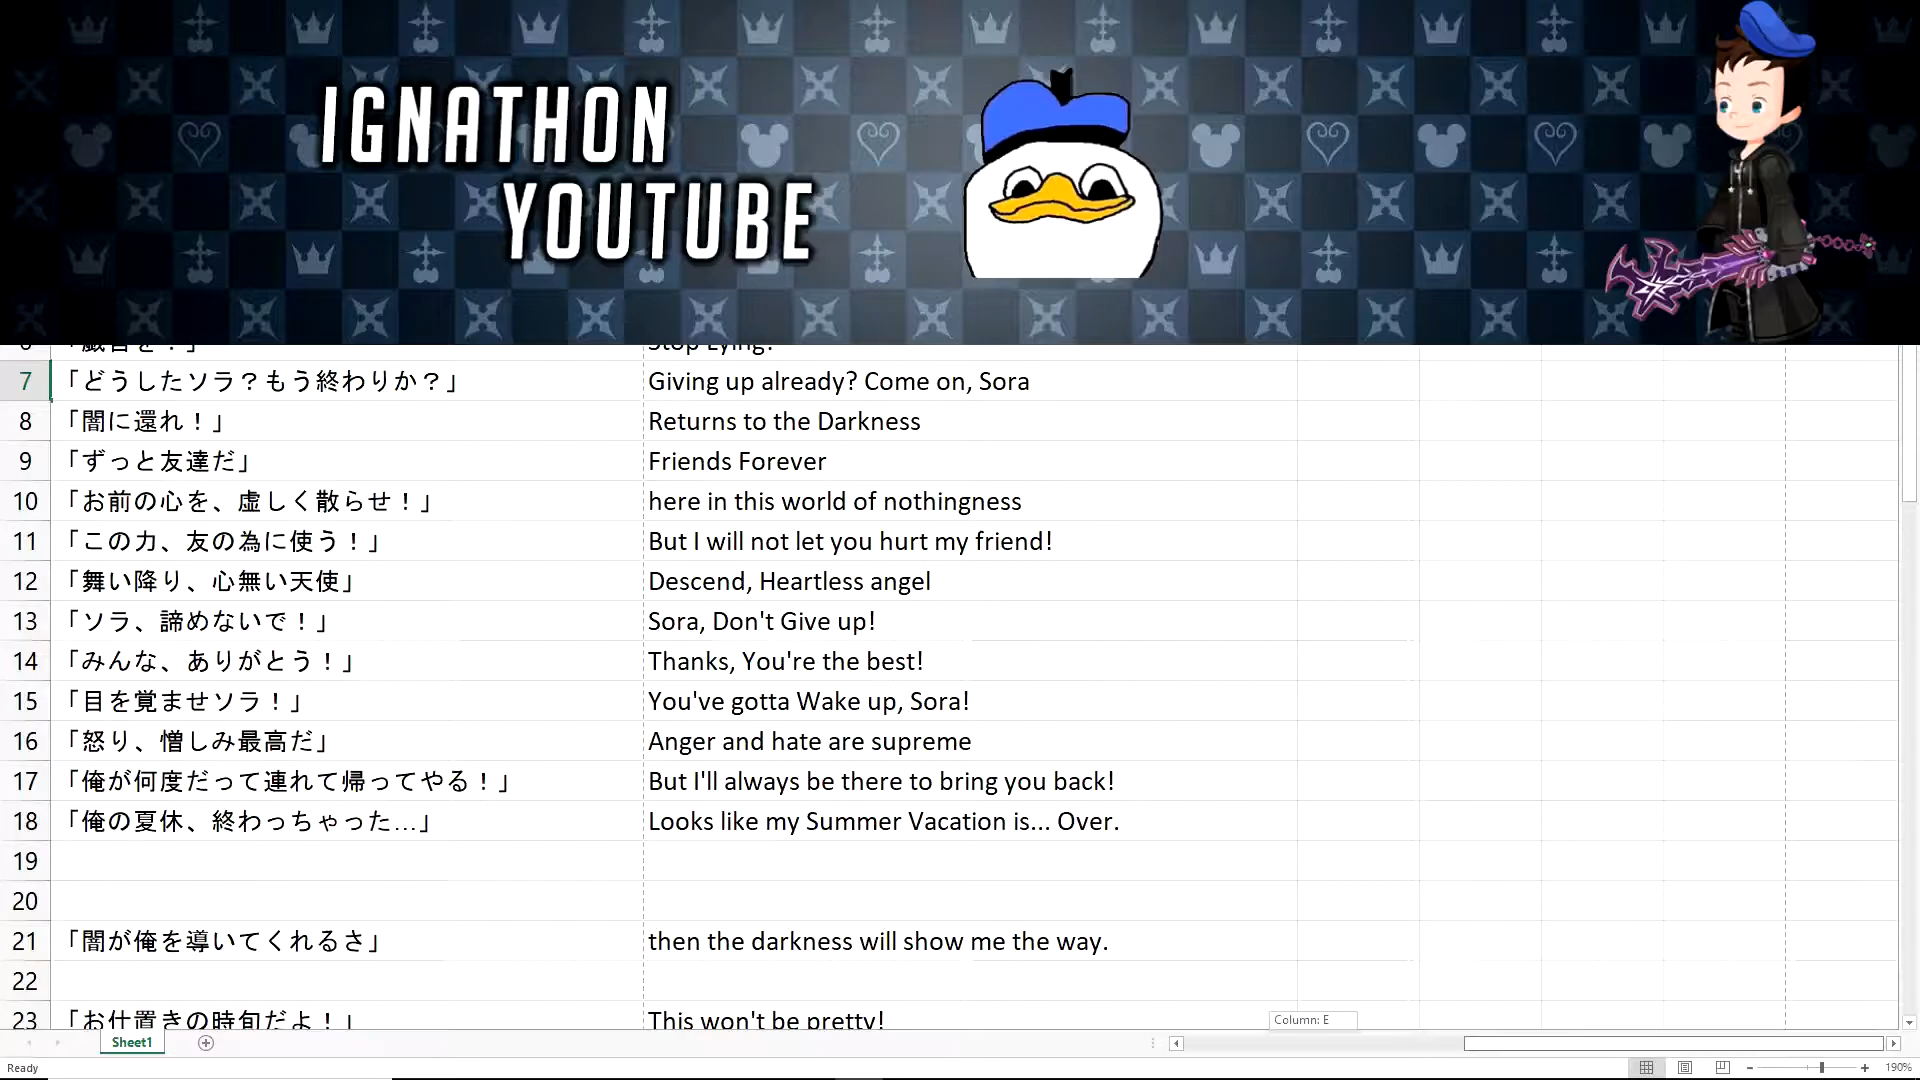 IGNATHON
YOUTUBE
Stop Lying!
7 「どうしたソラ？もう終わりか？」 Giving up already? Come on, Sora
8 「闇に還れ！」 Returns to the Darkness
9 「ずっと友達だ」 Friends Forever
10 「お前の心を、虚しく散らせ！」 here in this world of nothingness
11 「この力、友の為に使う！」 But I will not let you hurt my friend!
12 「舞い降り、心無い天使」 Descend, Heartless angel
13 「ソラ、諦めないで！」 Sora, Don't Give up!
14 「みんな、ありがとう！」 Thanks, You're the best!
15 「目を覚ませソラ！」 You've gotta Wake up, Sora!
16 「怒り、憎しみ最高だ」 Anger and hate are supreme
17 「俺が何度だって連れて帰ってやる！」 But I'll always be there to bring you back!
18 「俺の夏休、終わっちゃった...」 Looks like my Summer Vacation is... Over.
19
20
21 「闇が俺を導いてくれるさ」 then the darkness will show me the way.
22
23 「お仕置きの時旬だよ！」 This won't be pretty!
Column: E
Sheet1
Ready
190%